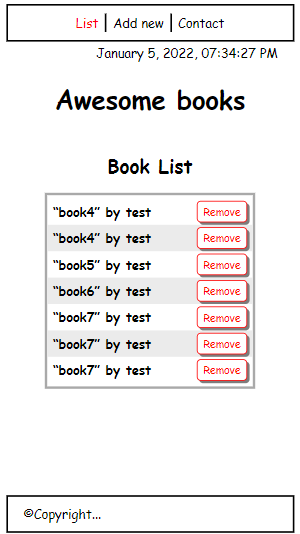 List | Add new | Contact
January 5, 2022, 07:34:27 PM
Awesome books
Book List
“book4” by test Remove
“book4” by test Remove
“book5” by test Remove
“book6” by test Remove
“book7” by test Remove
“book7” by test Remove
“book7” by test Remove
©Copyright...